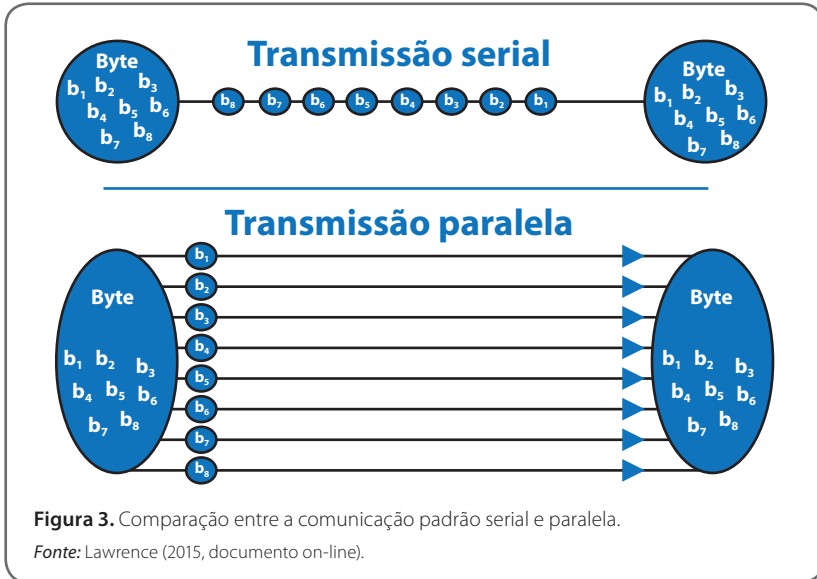 Transmissão serial
Byte
b₁ b₂ b₃
b₄ b₅ b₆
b₇ b₈
b₈ b₇ b₆ b₅ b₄ b₃ b₂ b₁
Byte
b₁ b₂ b₃
b₄ b₅ b₆
b₇ b₈
Transmissão paralela
Byte
b₁ b₂ b₃
b₄ b₅ b₆
b₇ b₈
b₁
b₂
b₃
b₄
b₅
b₆
b₇
b₈
Byte
b₁ b₂ b₃
b₄ b₅ b₆
b₇ b₈
Figura 3. Comparação entre a comunicação padrão serial e paralela.
Fonte: Lawrence (2015, documento on-line).